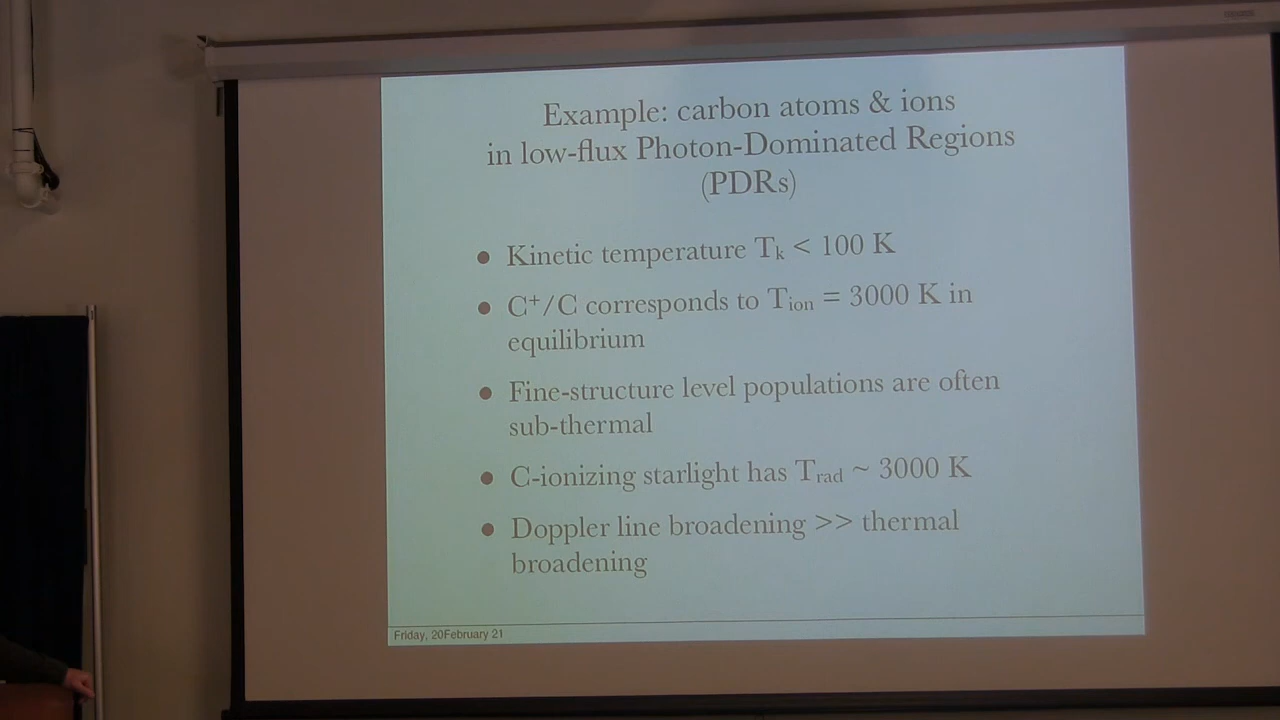 Example: carbon atoms & ions
in low-flux Photon-Dominated Regions
(PDRs)
• Kinetic temperature Tk < 100 K
• C+/C corresponds to Tion = 3000 K in
equilibrium
• Fine-structure level populations are often
sub-thermal
• C-ionizing starlight has Trad ~ 3000 K
• Doppler line broadening >> thermal
broadening
Friday, 20February 21